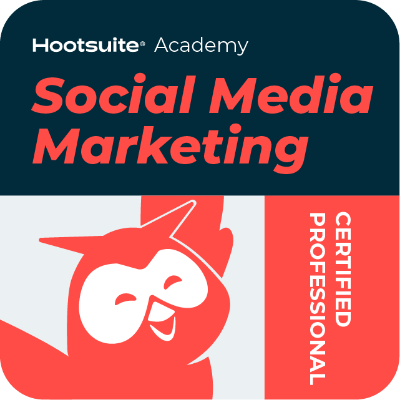 Hootsuite® Academy
Social Media
Marketing
CERTIFIED
PROFESSIONAL